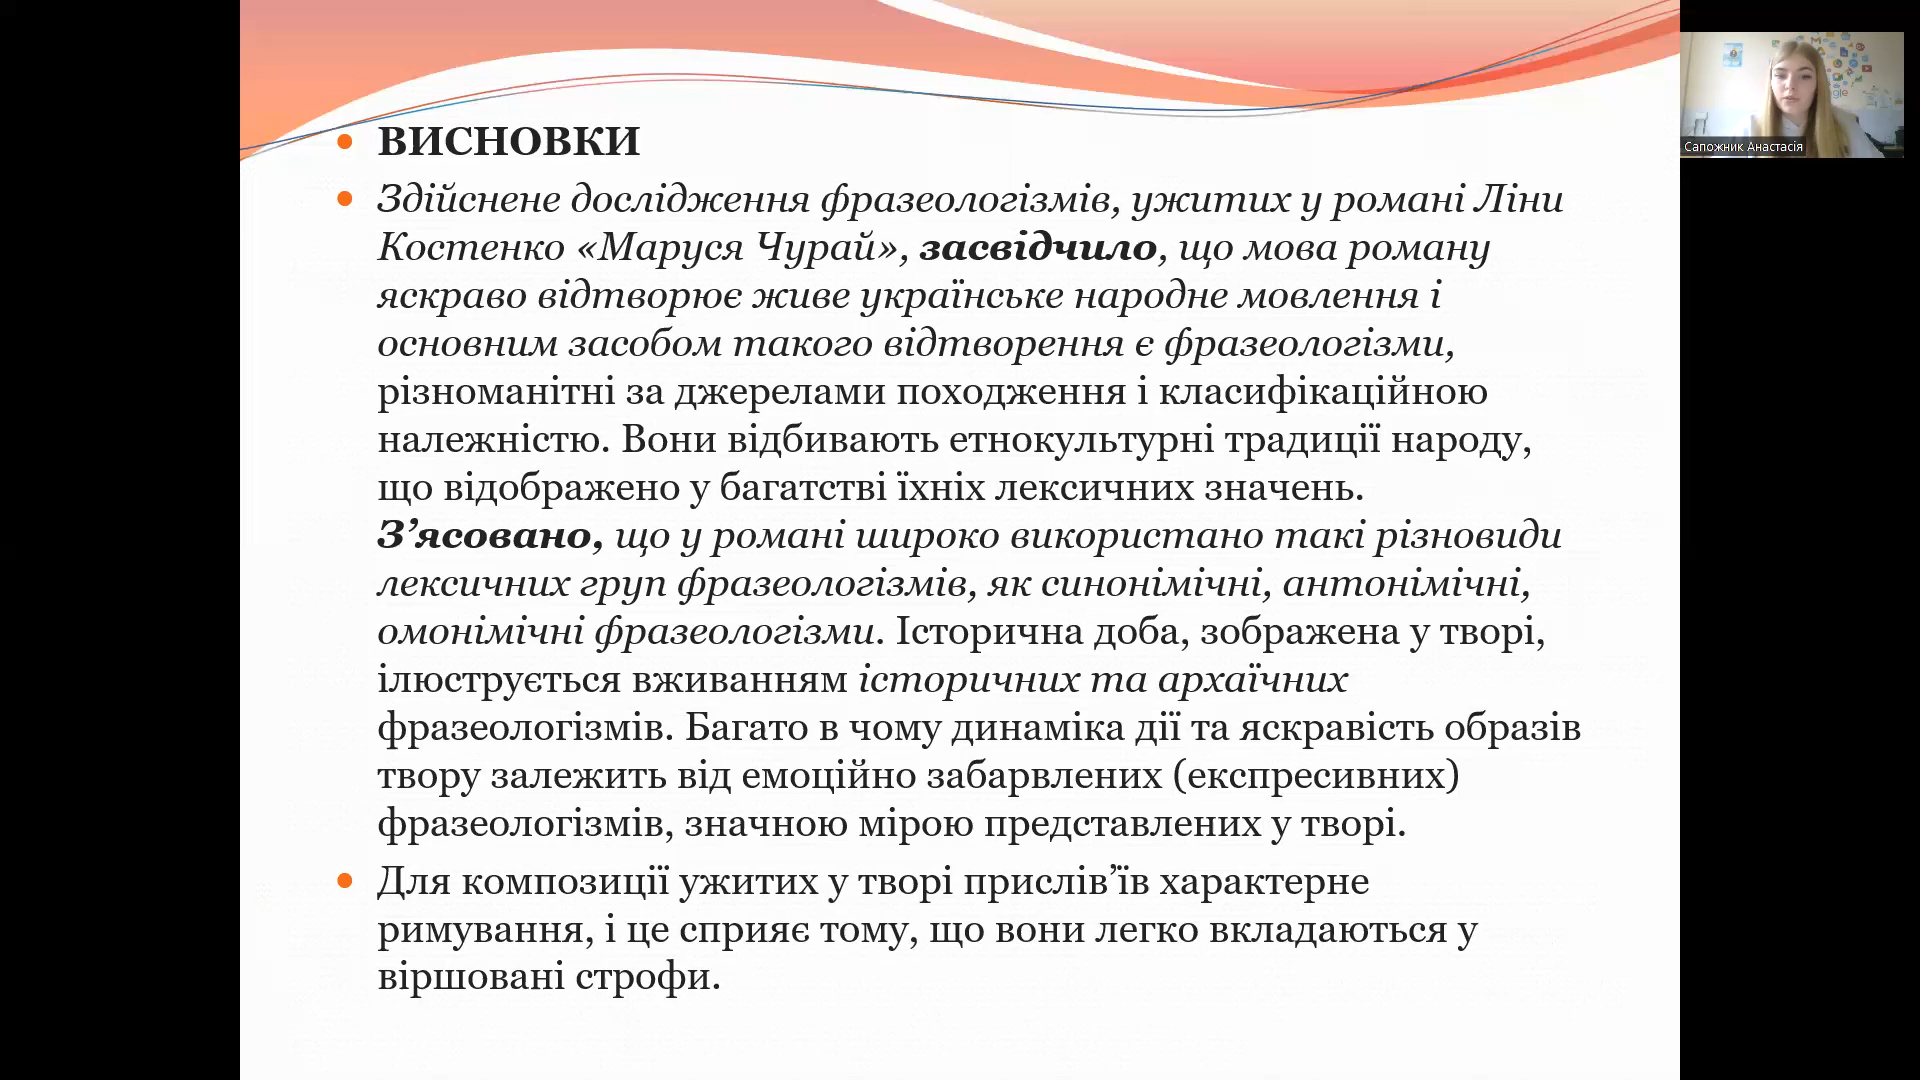 ВИСНОВКИ
Здійснене дослідження фразеологізмів, ужитих у романі Ліни
Костенко «Маруся Чурай», засвідчило, що мова роману
яскраво відтворює живе українське народне мовлення і
основним засобом такого відтворення є фразеологізми,
різноманітні за джерелами походження і класифікаційною
належністю. Вони відбивають етнокультурні традиції народу,
що відображено у багатстві їхніх лексичних значень.
З’ясовано, що у романі широко використано такі різновиди
лексичних груп фразеологізмів, як синонімічні, антонімічні,
омонімічні фразеологізми. Історична доба, зображена у творі,
ілюструється вживанням історичних та архаїчних
фразеологізмів. Багато в чому динаміка дії та яскравість образів
твору залежить від емоційно забарвлених (експресивних)
фразеологізмів, значною мірою представлених у творі.
Для композиції ужитих у творі прислів’їв характерне
римування, і це сприяє тому, що вони легко вкладаються у
віршовані строфи.
Сапожник Анастасія